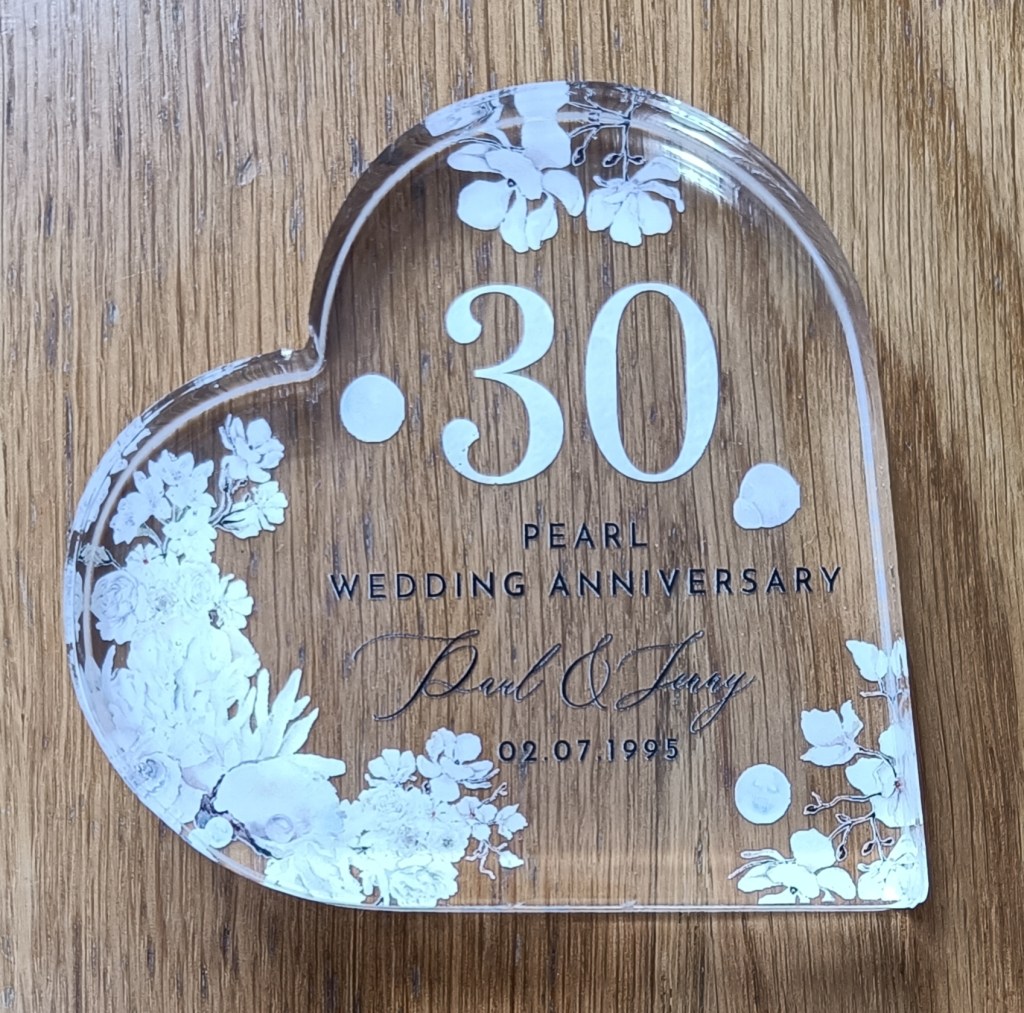 30
PEARL
WEDDING ANNIVERSARY
Paul & Jenny
02.07.1995